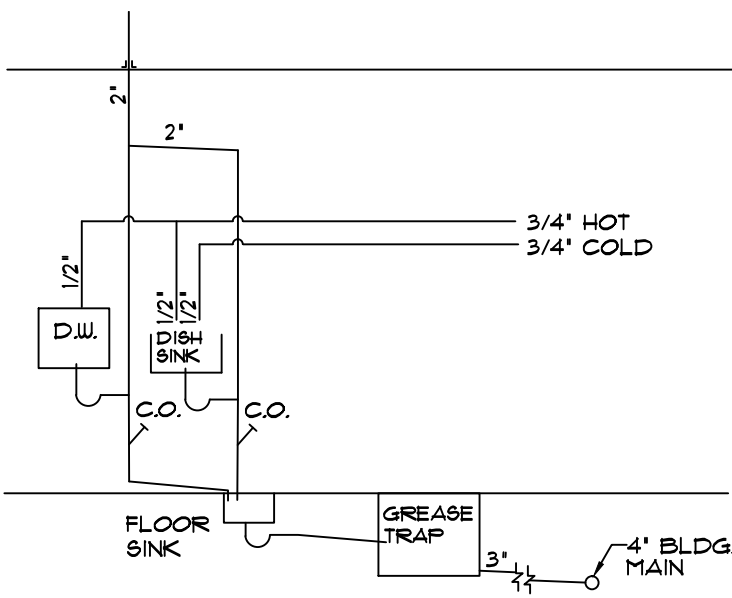 2"
2"
3/4" HOT
3/4" COLD
1/2"
1/2"
1/2"
D.W.
DISH
SINK
C.O.
C.O.
FLOOR
SINK
GREASE
TRAP
3"
4" BLDG.
MAIN